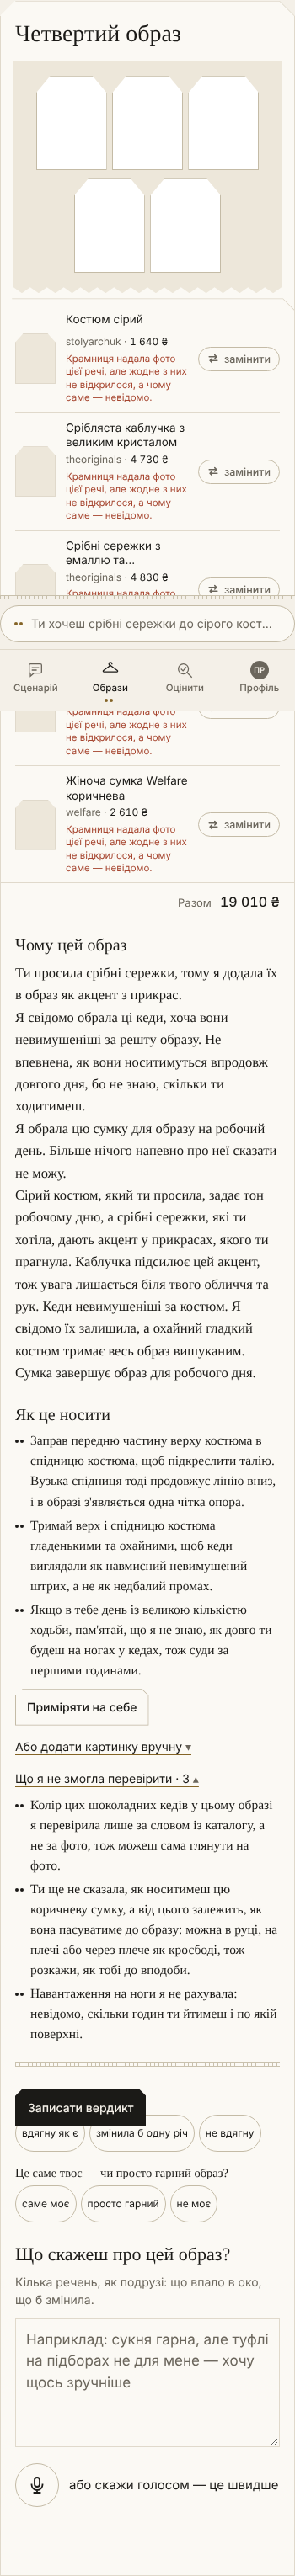 Четвертий образ
Костюм сірий
stolyarchuk · 1 640 ₴
Крамниця надала фото
цієї речі, але жодне з них
не відкрилося, а чому
саме — невідомо.
⇄ замінити
Срібляста каблучка з
великим кристалом
theoriginals · 4 730 ₴
Крамниця надала фото
цієї речі, але жодне з них
не відкрилося, а чому
саме — невідомо.
⇄ замінити
Срібні сережки з
емаллю та...
theoriginals · 4 830 ₴
Крамниця надала фото
⇄ замінити
Ти хочеш срібні сережки до сірого кост...
Сценарій
Образи
Оцінити
ПР
Профіль
цієї речі, але жодне з них
не відкрилося, а чому
саме — невідомо.
Жіноча сумка Welfare
коричнева
welfare · 2 610 ₴
Крамниця надала фото
цієї речі, але жодне з них
не відкрилося, а чому
саме — невідомо.
⇄ замінити
Разом 19 010 ₴
Чому цей образ
Ти просила срібні сережки, тому я додала їх
в образ як акцент з прикрас.
Я свідомо обрала ці кеди, хоча вони
невимушеніші за решту образу. Не
впевнена, як вони носитимуться впродовж
довгого дня, бо не знаю, скільки ти
ходитимеш.
Я обрала цю сумку для образу на робочий
день. Більше нічого напевно про неї сказати
не можу.
Сірий костюм, який ти просила, задає тон
робочому дню, а срібні сережки, які ти
хотіла, дають акцент у прикрасах, якого ти
прагнула. Каблучка підсилює цей акцент,
тож увага лишається біля твого обличчя та
рук. Кеди невимушеніші за костюм. Я
свідомо їх залишила, а охайний гладкий
костюм тримає весь образ вишуканим.
Сумка завершує образ для робочого дня.
Як це носити
Заправ передню частину верху костюма в
спідницю костюма, щоб підкреслити талію.
Вузька спідниця тоді продовжує лінію вниз,
і в образі з'являється одна чітка опора.
Тримай верх і спідницю костюма
гладенькими та охайними, щоб кеди
виглядали як навмисний невимушений
штрих, а не як недбалий промах.
Якщо в тебе день із великою кількістю
ходьби, пам'ятай, що я не знаю, як довго ти
будеш на ногах у кедах, тож суди за
першими годинами.
Приміряти на себе
Або додати картинку вручну ▾
Що я не змогла перевірити · 3 ▴
Колір цих шоколадних кедів у цьому образі
я перевірила лише за словом із каталогу, а
не за фото, тож можеш сама глянути на
фото.
Ти ще не сказала, як носитимеш цю
коричневу сумку, а від цього залежить, як
вона пасуватиме до образу: можна в руці, на
плечі або через плече як кросбоді, тож
розкажи, як тобі до вподоби.
Навантаження на ноги я не рахувала:
невідомо, скільки годин ти йтимеш і по якій
поверхні.
Записати вердикт
вдягну як є
змінила б одну річ
не вдягну
Це саме твоє — чи просто гарний образ?
саме моє
просто гарний
не моє
Що скажеш про цей образ?
Кілька речень, як подрузі: що впало в око,
що б змінила.
Наприклад: сукня гарна, але туфлі
на підборах не для мене — хочу
щось зручніше
або скажи голосом — це швидше